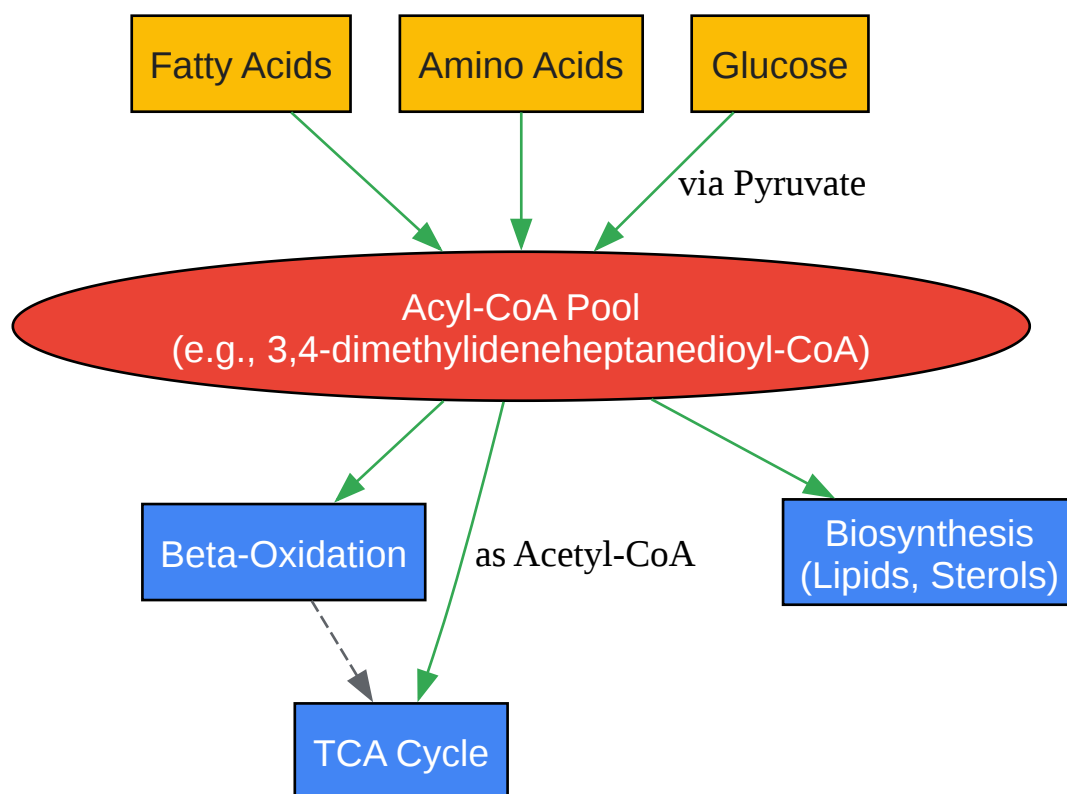 Fatty Acids
Amino Acids
Glucose
via Pyruvate
Acyl-CoA Pool
(e.g., 3,4-dimethylideneheptanedioyl-CoA)
Beta-Oxidation
as Acetyl-CoA
Biosynthesis
(Lipids, Sterols)
TCA Cycle